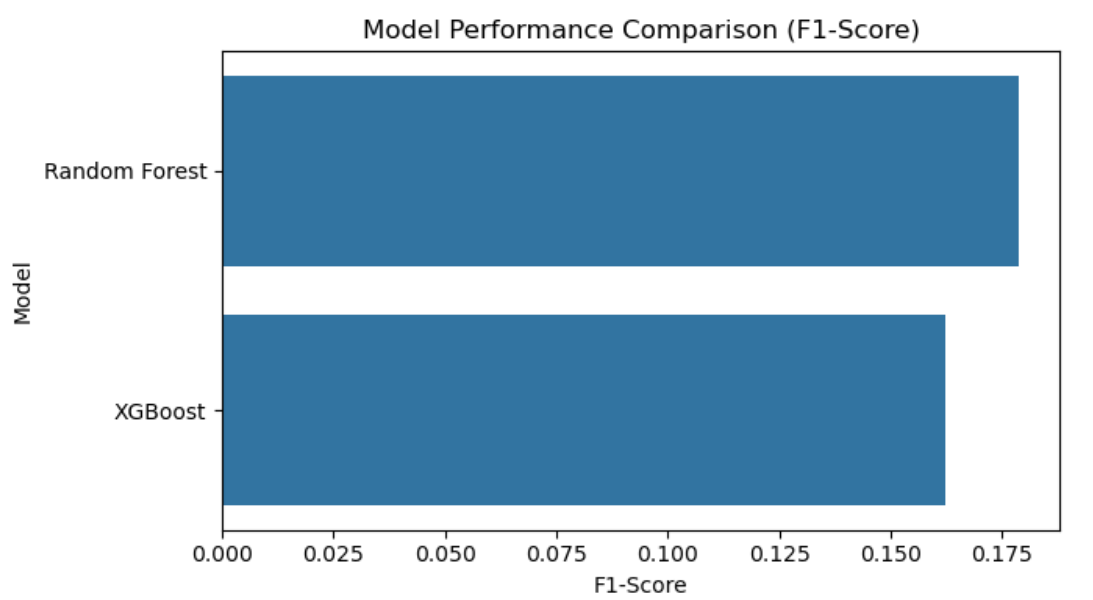 Model Performance Comparison (F1-Score)
Random Forest
XGBoost
Model
0.000 0.025 0.050 0.075 0.100 0.125 0.150 0.175
F1-Score